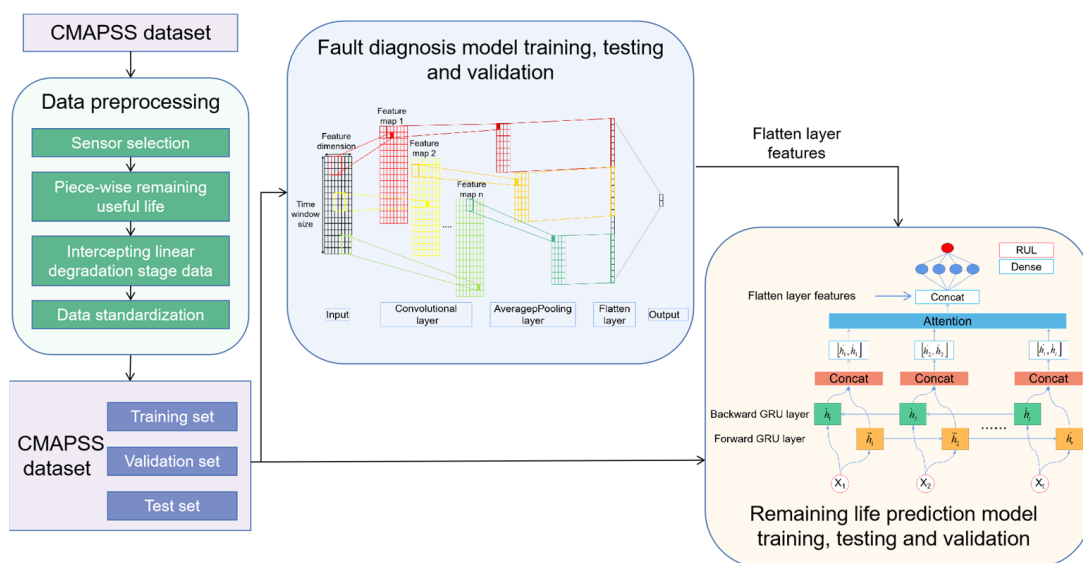 CMAPSS dataset
Data preprocessing
Sensor selection
Piece-wise remaining
useful life
Intercepting linear
degradation stage data
Data standardization
CMAPSS
dataset
Training set
Validation set
Test set
Fault diagnosis model training, testing
and validation
Feature
dimension
Time
window
size
Feature
map 1
Feature
map 2
Feature
map n
....
Input
Convolutional
layer
AveragepPooling
layer
Flatten
layer
Output
Flatten layer
features
RUL
Dense
Flatten layer features
Concat
Attention
Concat
Concat
Concat
Backward GRU layer
......
Forward GRU layer
X1
X2
Xt
Remaining life prediction model
training, testing and validation